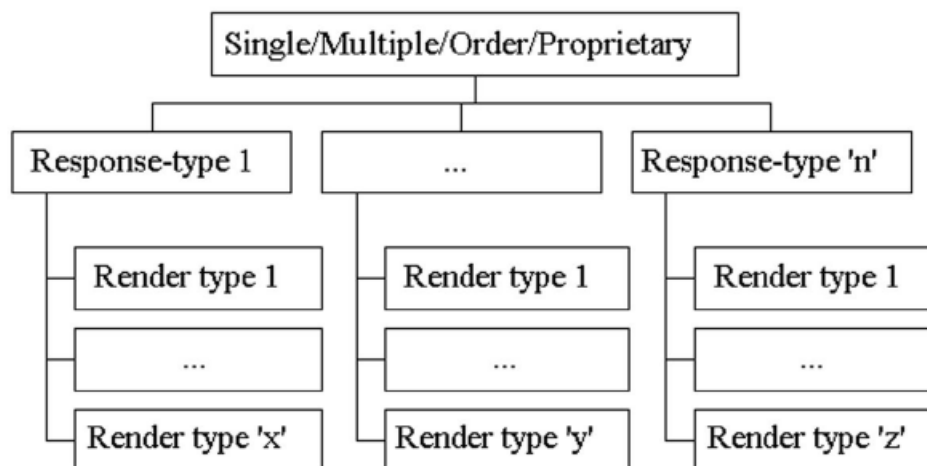 Single/Multiple/Order/Proprietary
Response-type 1
...
Response-type 'n'
Render type 1
Render type 1
Render type 1
...
...
...
Render type 'x'
Render type 'y'
Render type 'z'